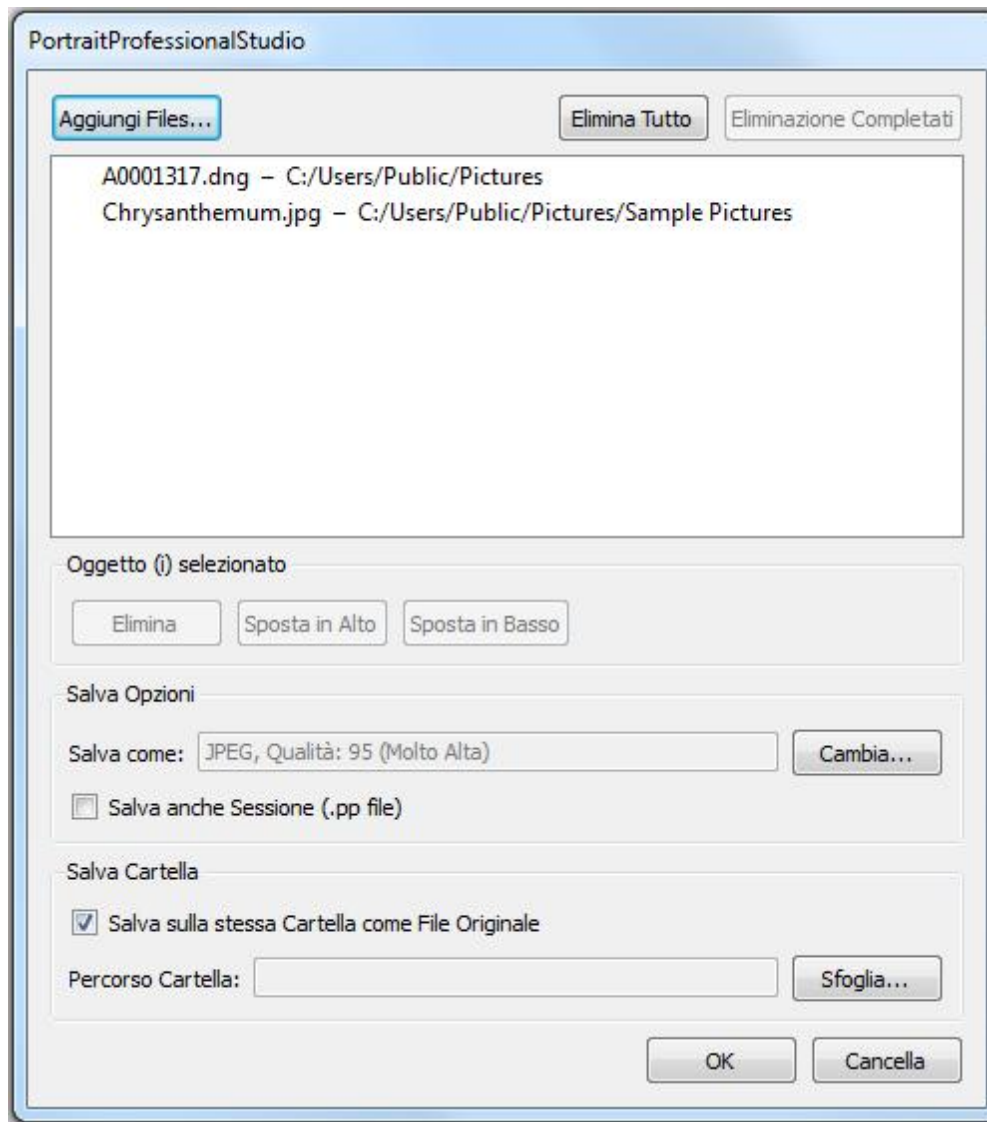 PortraitProfessionalStudio
Aggiungi Files... Elimina Tutto Eliminazione Completati
A0001317.dng – C:/Users/Public/Pictures
Chrysanthemum.jpg – C:/Users/Public/Pictures/Sample Pictures
Oggetto (i) selezionato
Elimina Sposta in Alto Sposta in Basso
Salva Opzioni
Salva come: JPEG, Qualità: 95 (Molto Alta) Cambia...
Salva anche Sessione (.pp file)
Salva Cartella
Salva sulla stessa Cartella come File Originale
Percorso Cartella: Sfoglia...
OK Cancella